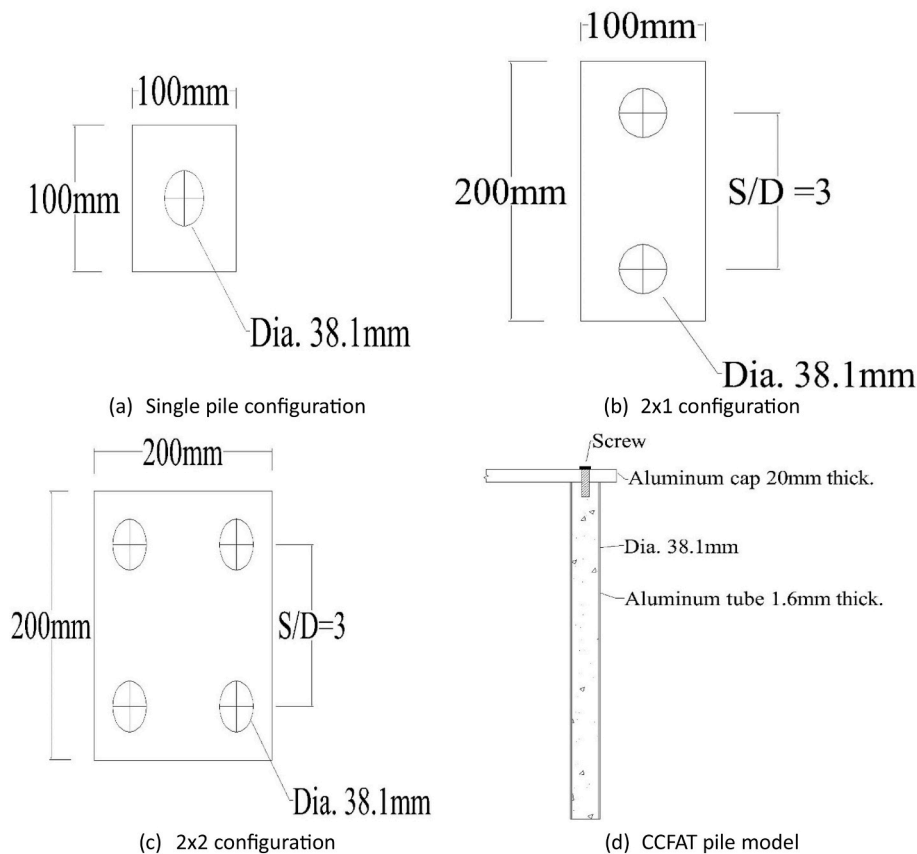 100mm
100mm
Dia. 38.1mm
(a) Single pile configuration
100mm
200mm
S/D =3
Dia. 38.1mm
(b) 2x1 configuration
200mm
200mm
S/D=3
Dia. 38.1mm
(c) 2x2 configuration
Screw
Aluminum cap 20mm thick.
Dia. 38.1mm
Aluminum tube 1.6mm thick.
(d) CCFAT pile model